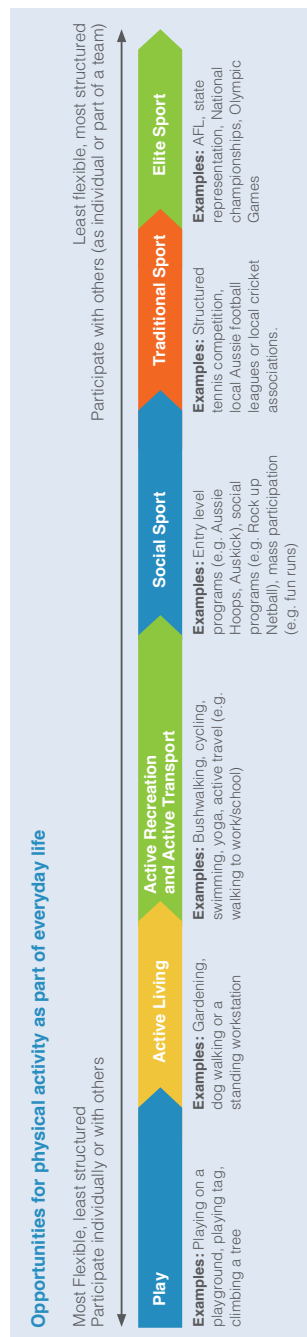 Opportunities for physical activity as part of everyday life
Most Flexible, least structured
Participate individually or with others
Least flexible, most structured
Participate with others (as individual or part of a team)
Play
Active Living
Active Recreation
and Active Transport
Social Sport
Traditional Sport
Elite Sport
Examples: Playing on a
playground, playing tag,
climbing a tree
Examples: Gardening,
dog walking or a
standing workstation
Examples: Bushwalking, cycling,
swimming, yoga, active travel (e.g.
walking to work/school)
Examples: Entry level
programs (e.g. Aussie
Hoops, Auskick), social
programs (e.g. Rock up
Netball), mass participation
(e.g. fun runs)
Examples: Structured
tennis competition,
local Aussie football
leagues or local cricket
associations.
Examples: AFL, state
representation, National
championships, Olympic
Games